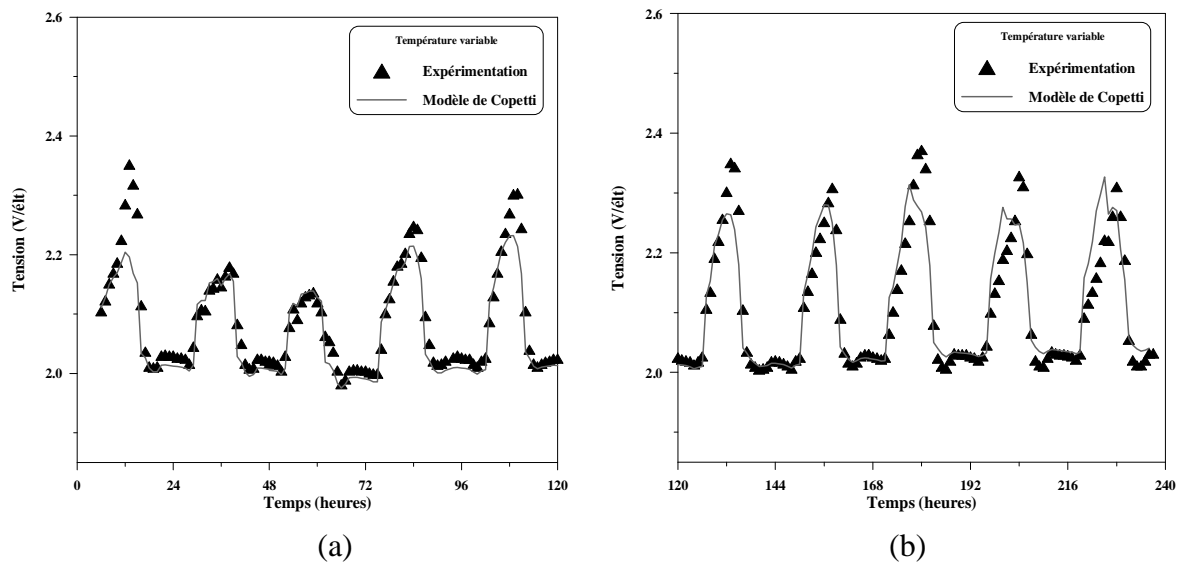 2.6
2.4
2.2
2.0
Tension (V/élt)
Température variable
Expérimentation
Modèle de Copetti
0 24 48 72 96 120
Temps (heures)
(a)
2.6
2.4
2.2
2.0
Tension (V/élt)
Température variable
Expérimentation
Modèle de Copetti
120 144 168 192 216 240
Temps (heures)
(b)